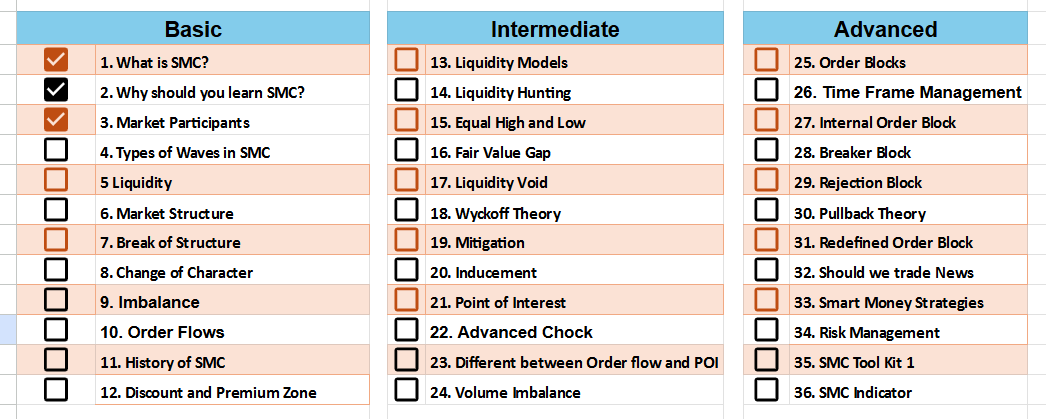 Basic
1. What is SMC?
2. Why should you learn SMC?
3. Market Participants
4. Types of Waves in SMC
5 Liquidity
6. Market Structure
7. Break of Structure
8. Change of Character
9. Imbalance
10. Order Flows
11. History of SMC
12. Discount and Premium Zone
Intermediate
13. Liquidity Models
14. Liquidity Hunting
15. Equal High and Low
16. Fair Value Gap
17. Liquidity Void
18. Wyckoff Theory
19. Mitigation
20. Inducement
21. Point of Interest
22. Advanced Chock
23. Different between Order flow and POI
24. Volume Imbalance
Advanced
25. Order Blocks
26. Time Frame Management
27. Internal Order Block
28. Breaker Block
29. Rejection Block
30. Pullback Theory
31. Redefined Order Block
32. Should we trade News
33. Smart Money Strategies
34. Risk Management
35. SMC Tool Kit 1
36. SMC Indicator